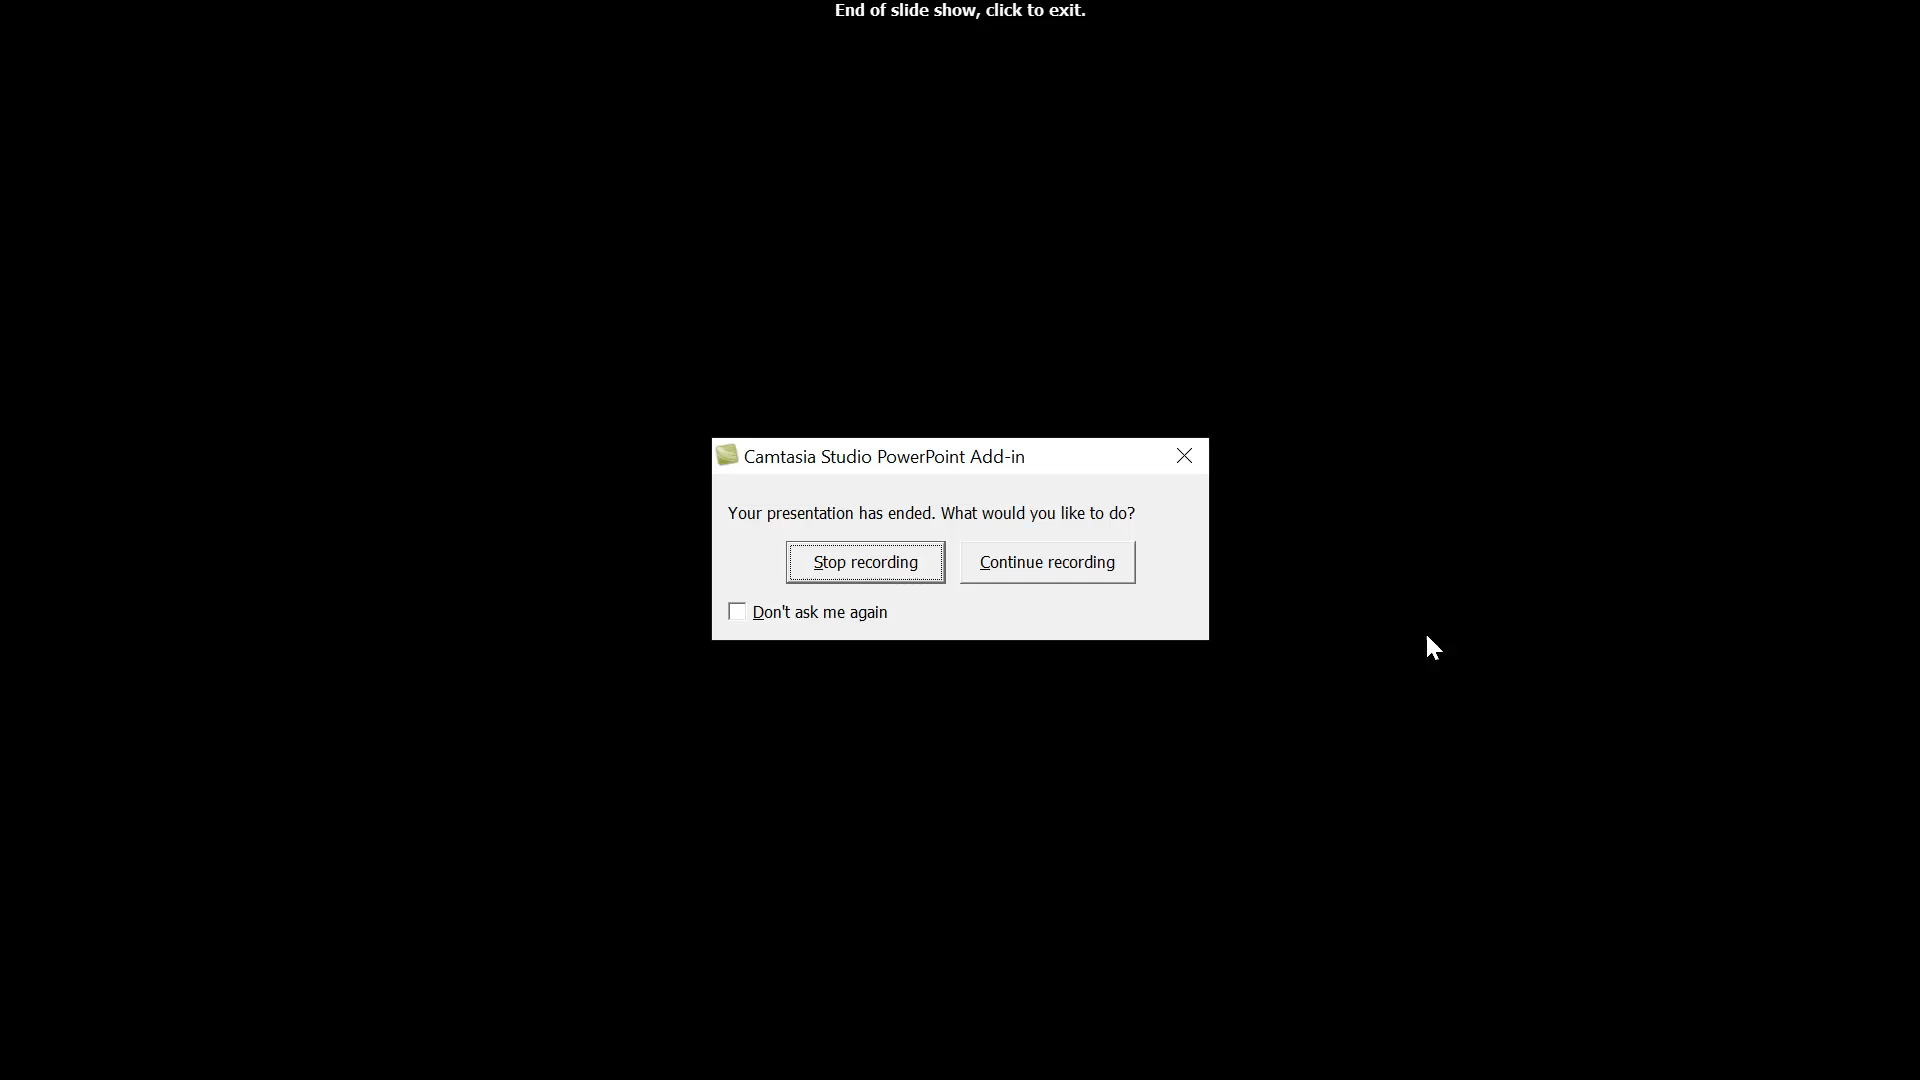 End of slide show, click to exit.
Camtasia Studio PowerPoint Add-in
Your presentation has ended. What would you like to do?
Stop recording
Continue recording
Don't ask me again